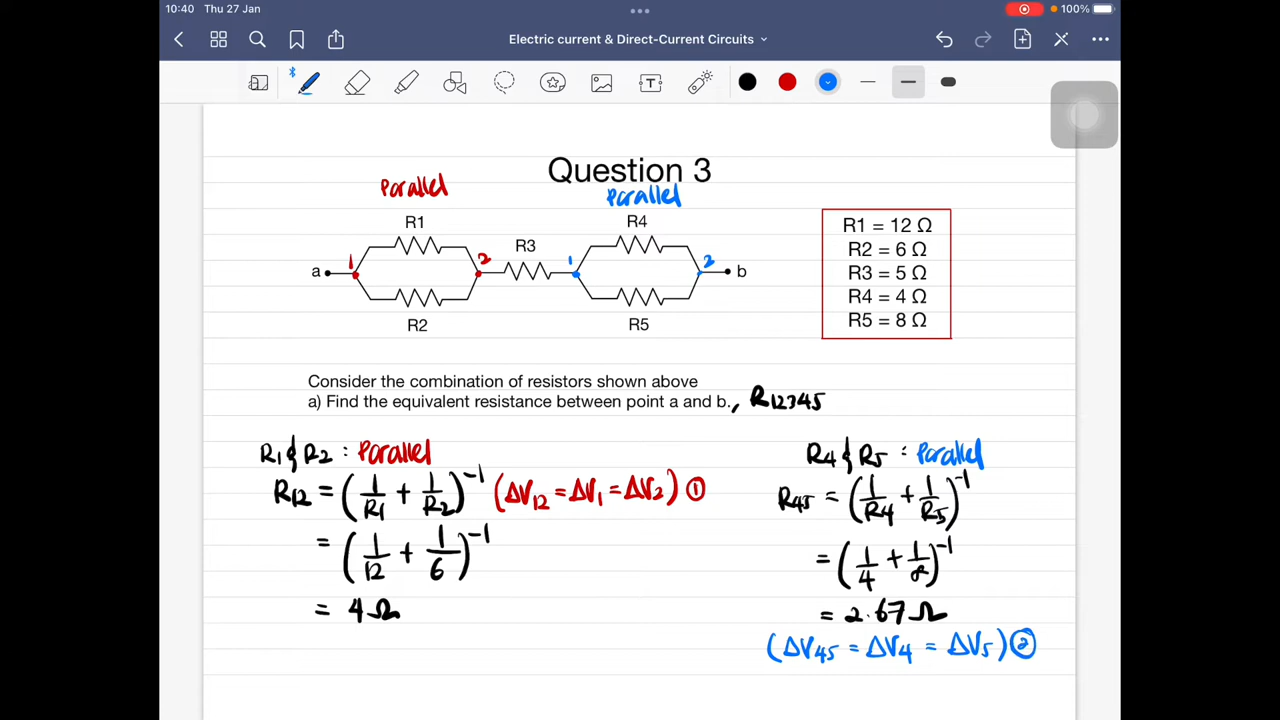 10:40 Thu 27 Jan
100%
Electric current & Direct-Current Circuits
Question 3
Parallel
Parallel
R1
R4
R3
1
2
1
2
a
b
R2
R5
R1 = 12 Ω
R2 = 6 Ω
R3 = 5 Ω
R4 = 4 Ω
R5 = 8 Ω
Consider the combination of resistors shown above
a) Find the equivalent resistance between point a and b., R12345
R1 & R2 : Parallel
R12 = (1/R1 + 1/R2)^-1 (ΔV12 = ΔV1 = ΔV2) ①
= (1/12 + 1/6)^-1
= 4Ω
R4 & R5 : Parallel
R45 = (1/R4 + 1/R5)^-1
= (1/4 + 1/8)^-1
= 2.67Ω
(ΔV45 = ΔV4 = ΔV5) ②